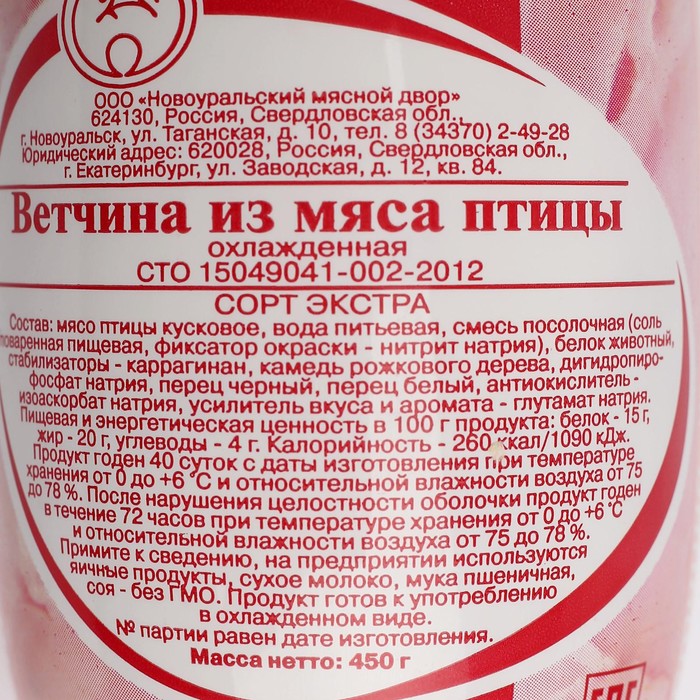 ООО «Новоуральский мясной двор»
624130, Россия, Свердловская обл.,
г. Новоуральск, ул. Таганская, д. 10, тел. 8 (34370) 2-49-28
Юридический адрес: 620028, Россия, Свердловская обл.,
г. Екатеринбург, ул. Заводская, д. 12, кв. 84.
Ветчина из мяса птицы
охлажденная
СТО 15049041-002-2012
СОРТ ЭКСТРА
Состав: мясо птицы кусковое, вода питьевая, смесь посолочная (соль
поваренная пищевая, фиксатор окраски - нитрит натрия), белок животный,
стабилизаторы - каррагинан, камедь рожкового дерева, дигидропиро-
фосфат натрия, перец черный, перец белый, антиокислитель -
изоаскорбат натрия, усилитель вкуса и аромата - глутамат натрия.
Пищевая и энергетическая ценность в 100 г продукта: белок - 15 г,
жир - 20 г, углеводы - 4 г. Калорийность - 260 ккал/1090 кДж.
Продукт годен 40 суток с даты изготовления при температуре
хранения от 0 до +6 °С и относительной влажности воздуха от 75
до 78 %. После нарушения целостности оболочки продукт годен
в течение 72 часов при температуре хранения от 0 до +6 °С
и относительной влажности воздуха от 75 до 78 %.
Примите к сведению, на предприятии используются
яичные продукты, сухое молоко, мука пшеничная,
соя - без ГМО. Продукт готов к употреблению
в охлажденном виде.
№ партии равен дате изготовления.
Масса нетто: 450 г